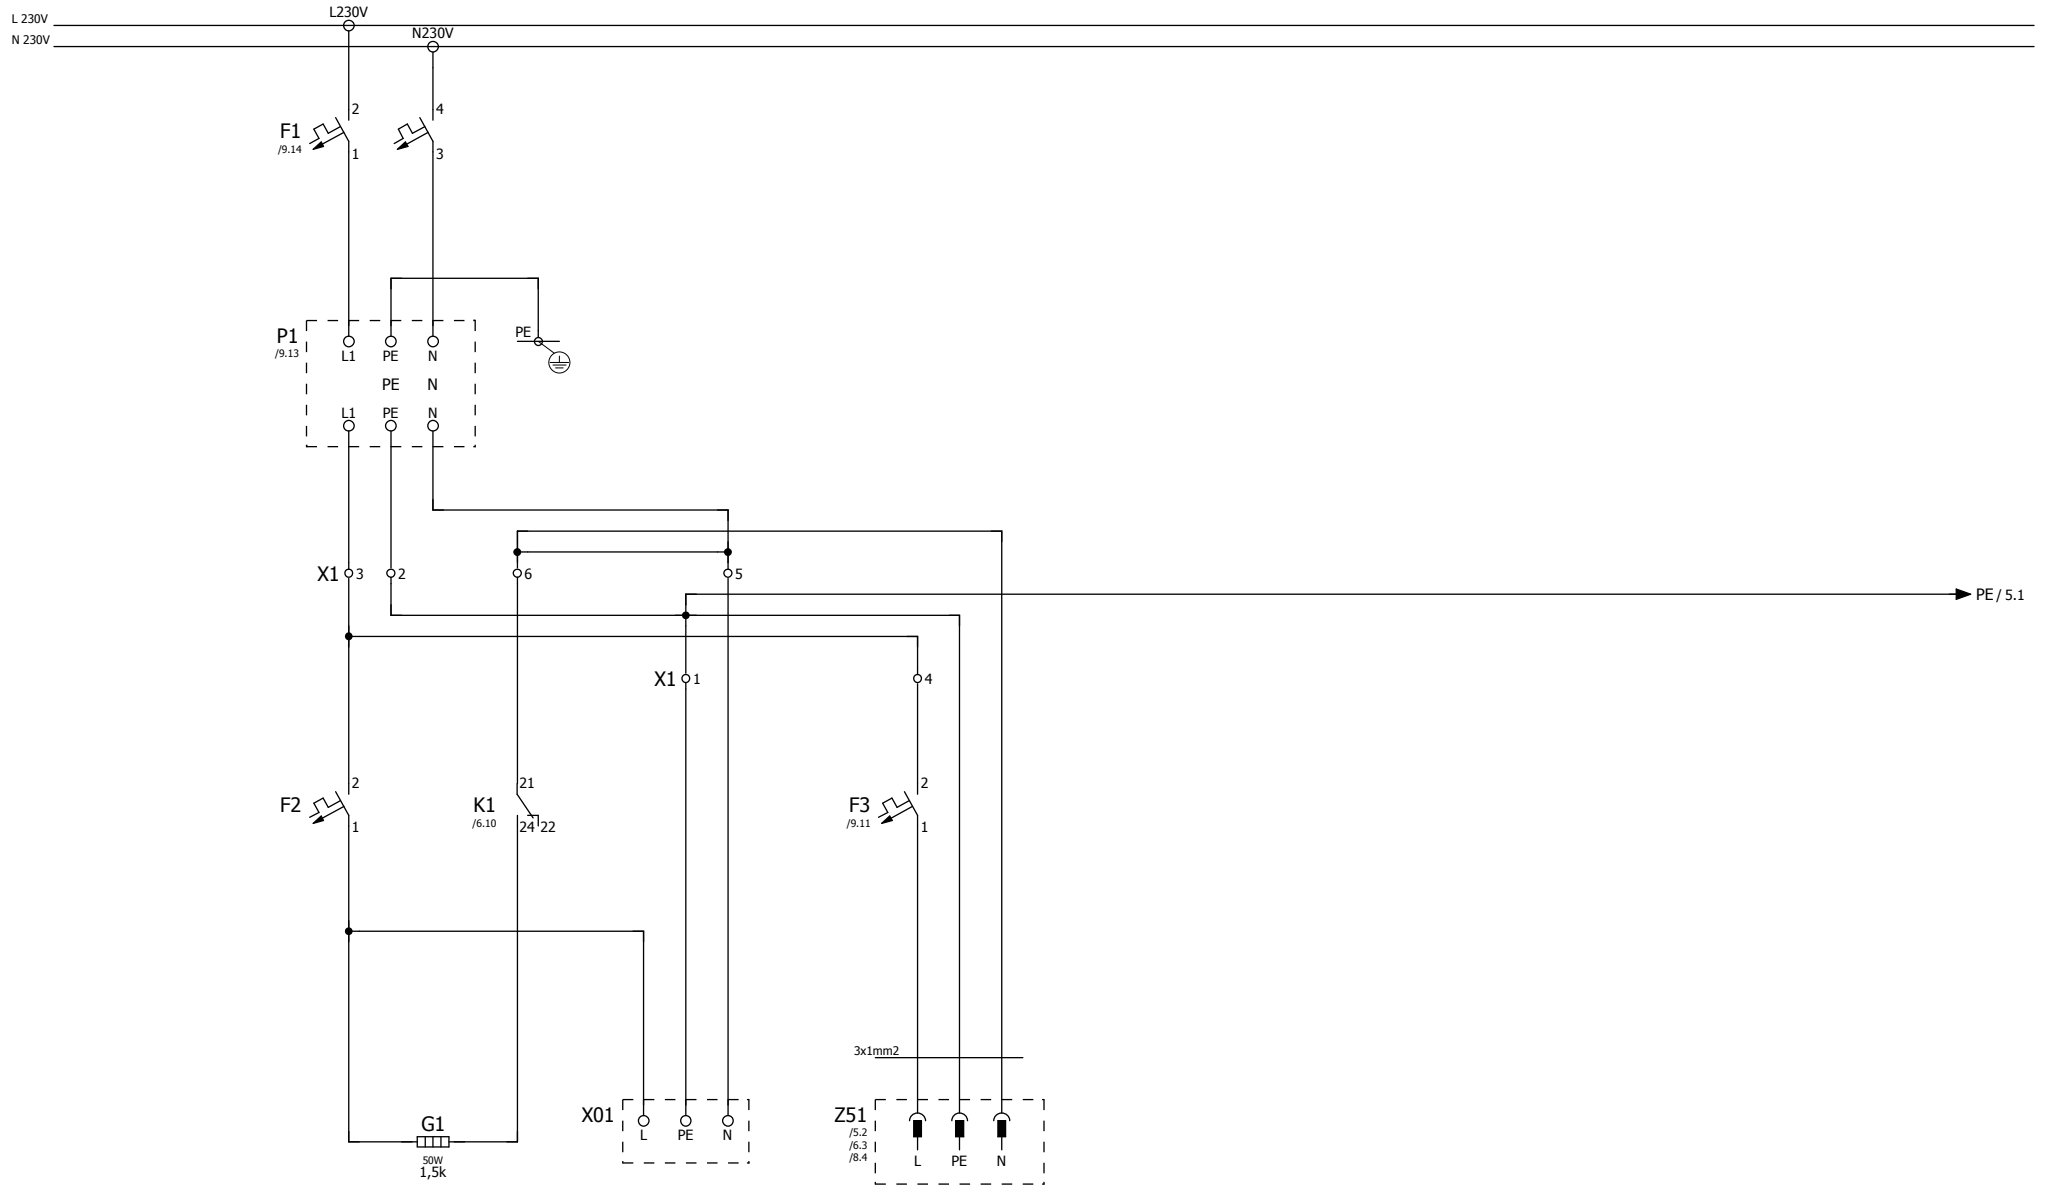 L230V
L 230V
N230V
N 230V
2 4
F1
/9.14
1 3
PE
P1
/9.13
L1 PE N
PE N
L1 PE N
X1 3 2 6 5
PE / 5.1
X1 1 4
2 21 2
F2 K1 F3
/6.10 /9.11
1 24 22 1
3x1mm2
G1 X01 Z51
/5.2
/6.3
/8.4
L PE N
50W
1,5k
L PE N